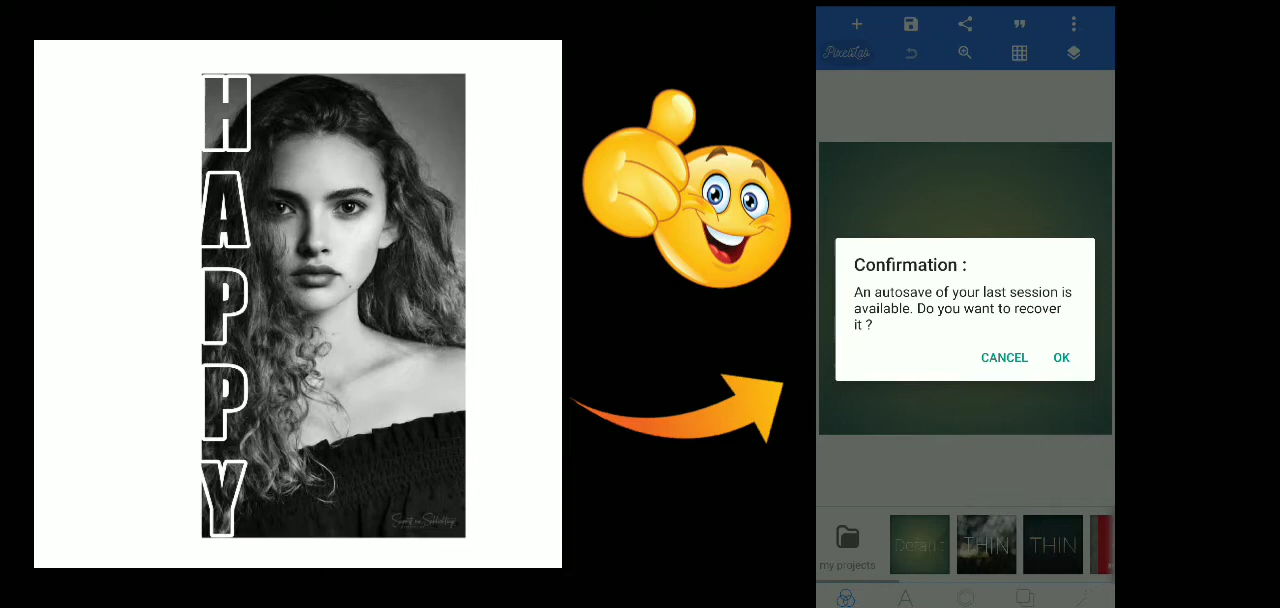 HAPPY
PixelLab
Confirmation :
An autosave of your last session is
available. Do you want to recover
it ?
CANCEL OK
my projects
Default
THIN
THIN
A